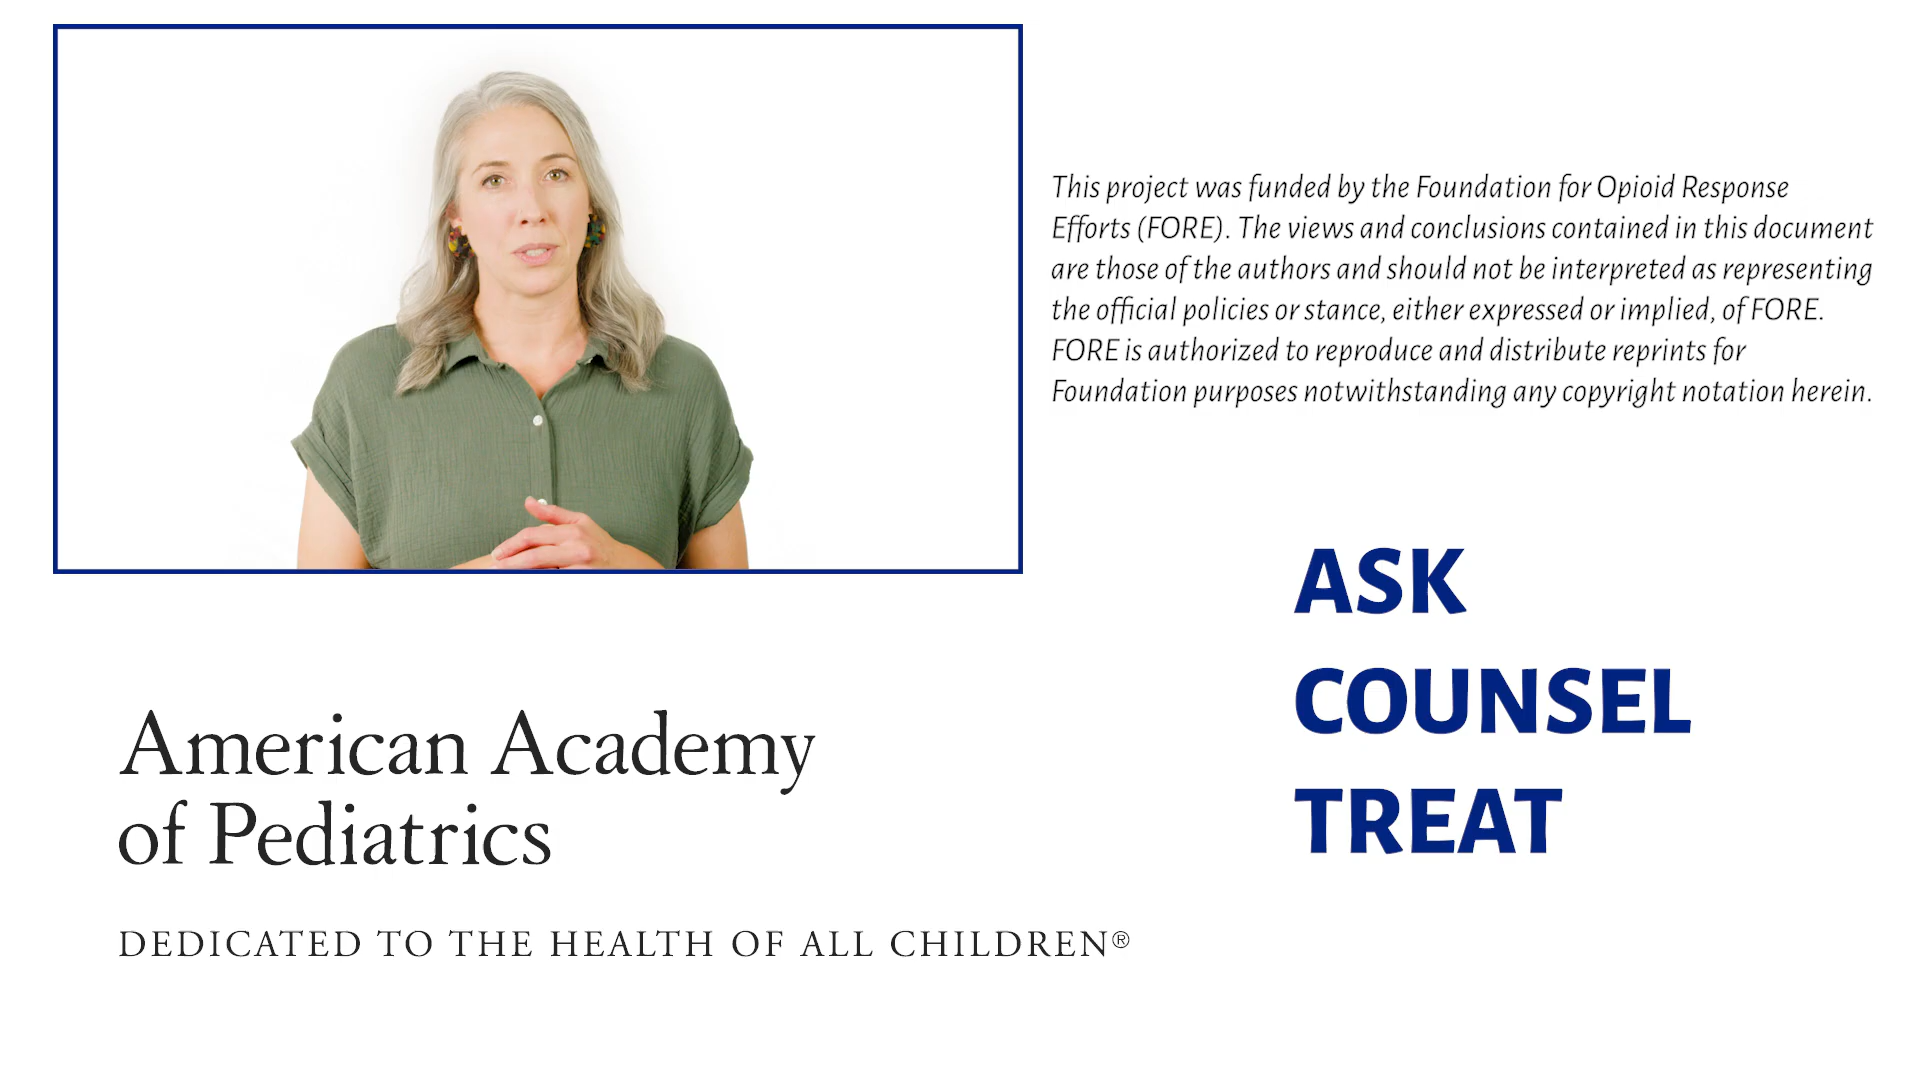 This project was funded by the Foundation for Opioid Response
Efforts (FORE). The views and conclusions contained in this document
are those of the authors and should not be interpreted as representing
the official policies or stance, either expressed or implied, of FORE.
FORE is authorized to reproduce and distribute reprints for
Foundation purposes notwithstanding any copyright notation herein.
ASK
COUNSEL
TREAT
American Academy
of Pediatrics
DEDICATED TO THE HEALTH OF ALL CHILDREN®